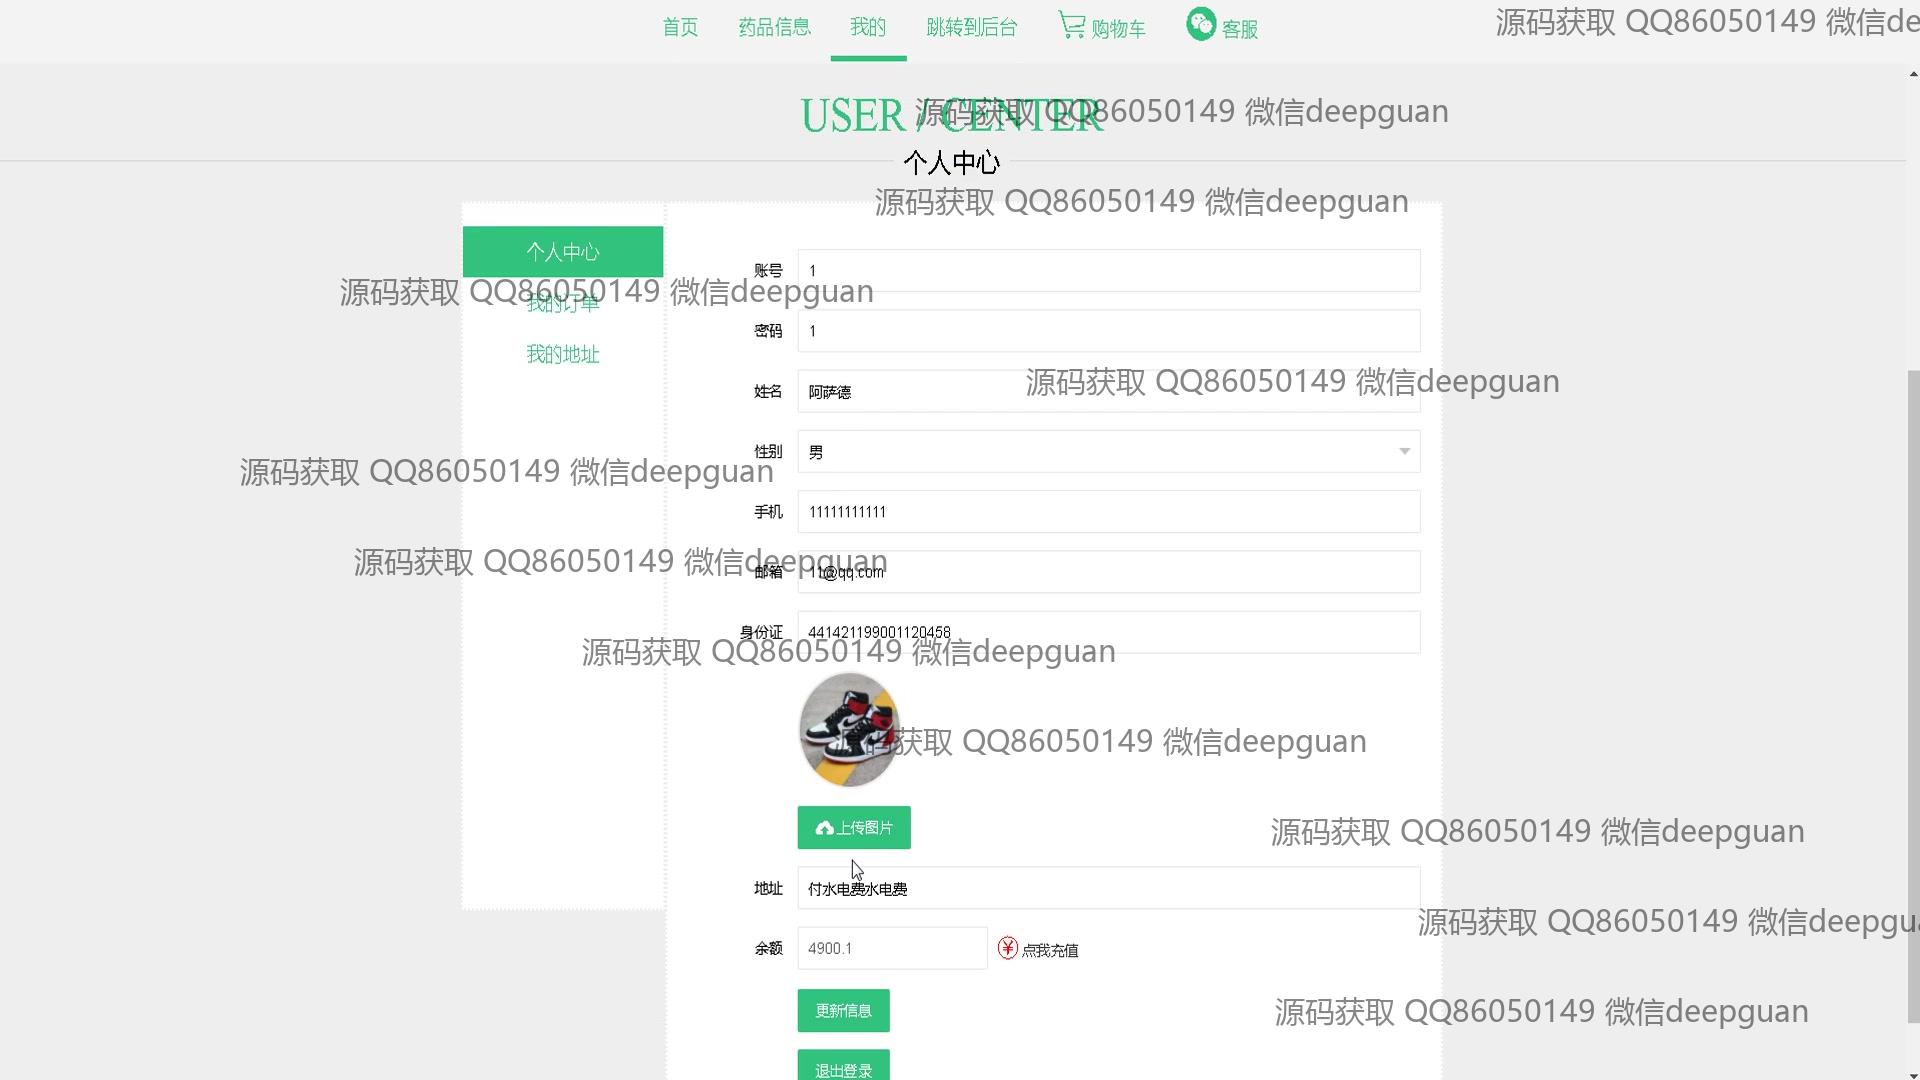 首页 药品信息 我的 跳转到后台 购物车 客服
源码获取 QQ86050149 微信de
USER / CENTER
源码获取 QQ86050149 微信deepguan
个人中心
源码获取 QQ86050149 微信deepguan
个人中心
账号 1
源码获取 QQ86050149 微信deepguan
我的订单
密码 1
我的地址
源码获取 QQ86050149 微信deepguan
姓名 阿萨德
性别 男
源码获取 QQ86050149 微信deepguan
手机 11111111111
源码获取 QQ86050149 微信deepguan
邮箱 11@qq.com
身份证 441421199001120458
源码获取 QQ86050149 微信deepguan
源码获取 QQ86050149 微信deepguan
上传图片
源码获取 QQ86050149 微信deepguan
地址 付水电费水电费
源码获取 QQ86050149 微信deepgu
余额 4900.1 点我充值
更新信息
源码获取 QQ86050149 微信deepguan
退出登录